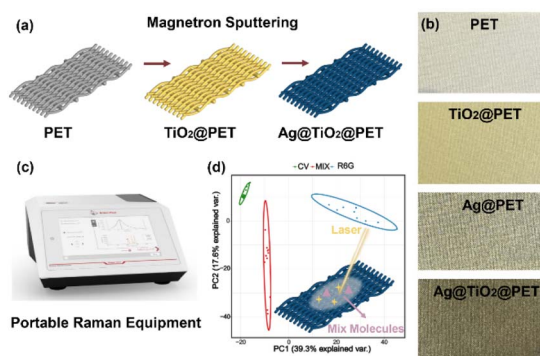 (a)
Magnetron Sputtering
PET
TiO2@PET
Ag@TiO2@PET
(b)
PET
TiO2@PET
Ag@PET
Ag@TiO2@PET
(c)
Portable Raman Equipment
(d)
CV MIX R6G
PC2 (17.6% explained var.)
0
−20
−40
Laser
Mix Molecules
−20 0 20 40
PC1 (39.3% explained var.)